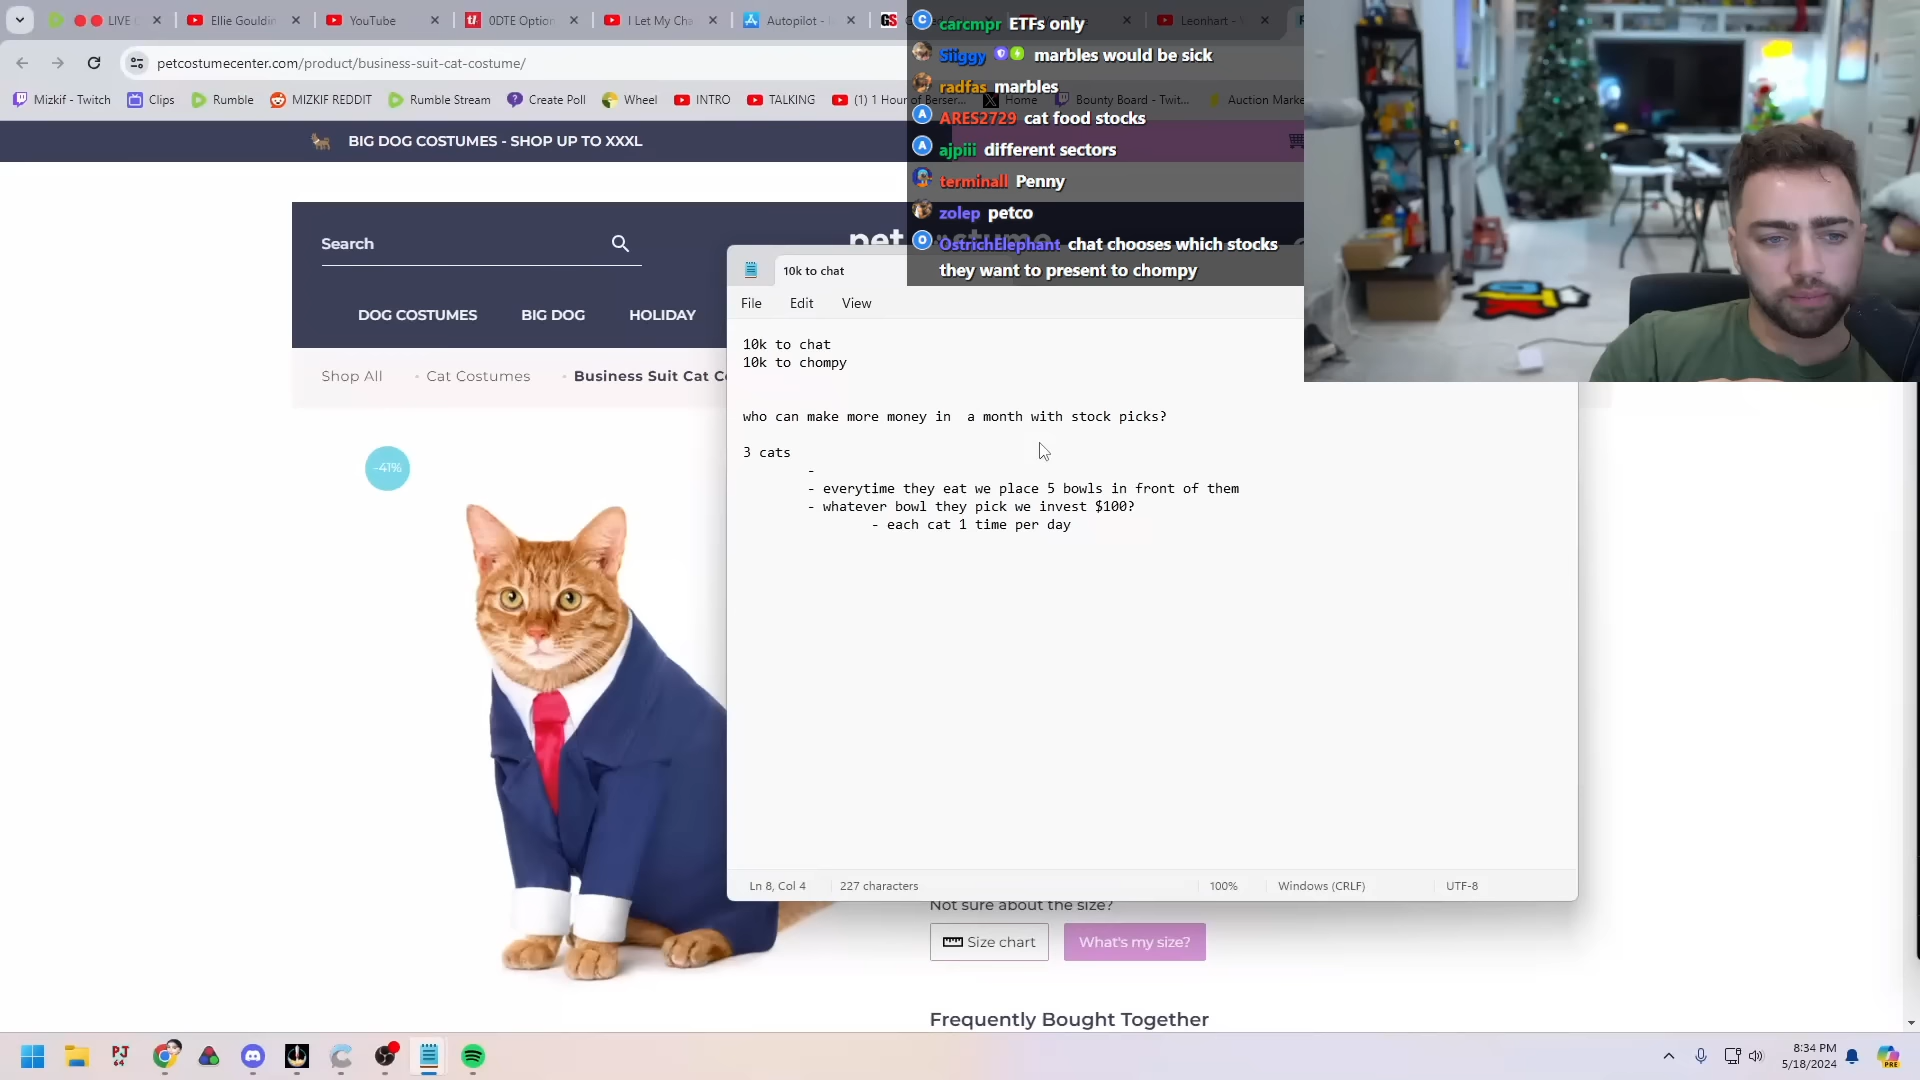 LIVE
Ellie Gouldin
YouTube
0DTE Option
I Let My Cha
Autopilot -
Leonhart -
petcostumecenter.com/product/business-suit-cat-costume/
Mizkif - Twitch
Clips
Rumble
MIZKIF REDDIT
Rumble Stream
Create Poll
Wheel
INTRO
TALKING
(1) 1 Hour of Berser...
Home
Bounty Board - Twit...
Auction Marke
carcmpr ETFs only
Siiggy marbles would be sick
radfas marbles
ARES2729 cat food stocks
ajpiii different sectors
terminall Penny
zolep petco
OstrichElephant chat chooses which stocks
they want to present to chompy
BIG DOG COSTUMES - SHOP UP TO XXXL
Search
pet costume
DOG COSTUMES
BIG DOG
HOLIDAY
Shop All
Cat Costumes
Business Suit Cat Co
-41%
10k to chat
File
Edit
View
10k to chat
10k to chompy
who can make more money in  a month with stock picks?
3 cats
-
- everytime they eat we place 5 bowls in front of them
- whatever bowl they pick we invest $100?
- each cat 1 time per day
Ln 8, Col 4
227 characters
100%
Windows (CRLF)
UTF-8
Not sure about the size?
Size chart
What's my size?
Frequently Bought Together
PJ
64
8:34 PM
5/18/2024
PRE